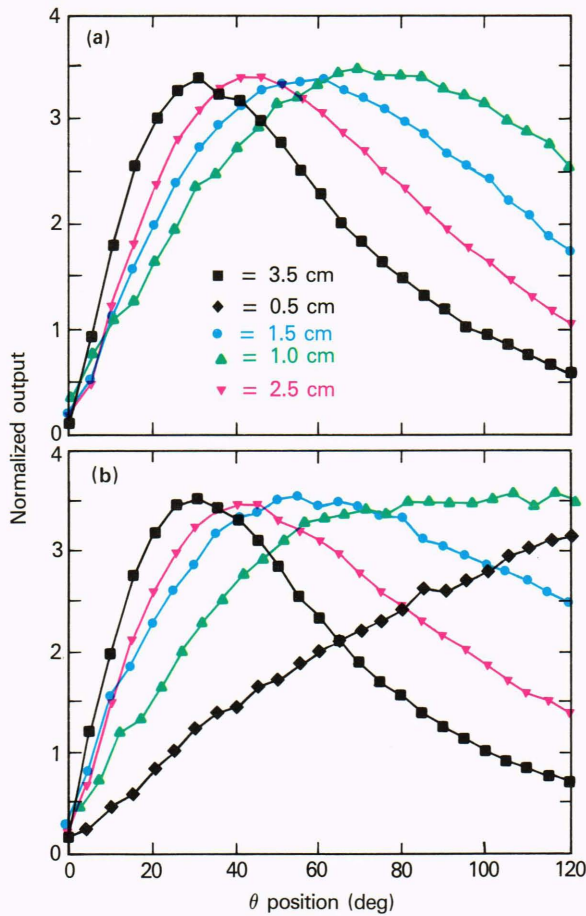 4
(a)
3
2
1
0
■ = 3.5 cm
◆ = 0.5 cm
● = 1.5 cm
▲ = 1.0 cm
▼ = 2.5 cm
Normalized output
4
(b)
3
2
1
0
0 20 40 60 80 100 120
θ position (deg)